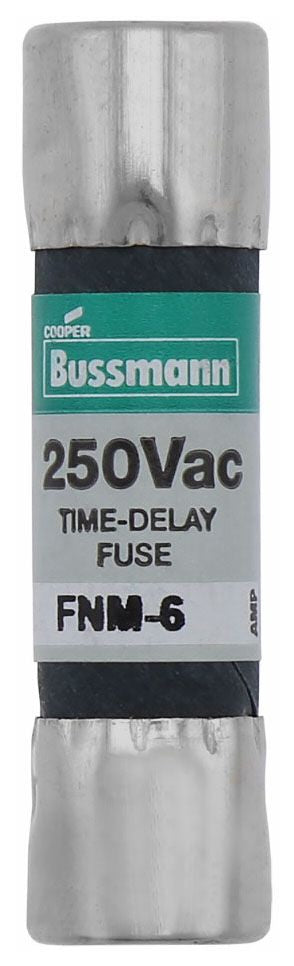 COOPER
Bussmann
250Vac
TIME-DELAY
FUSE
FNM-6
AMP